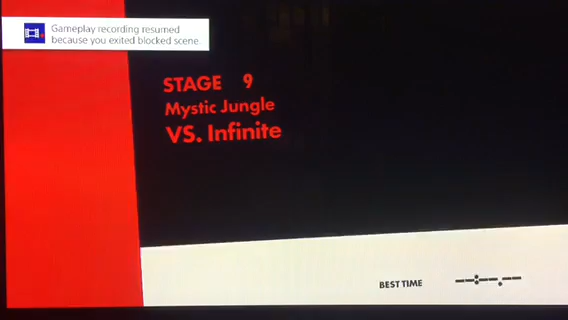 Gameplay recording resumed
because you exited blocked scene.
STAGE 9
Mystic Jungle
VS. Infinite
BEST TIME --:--.--